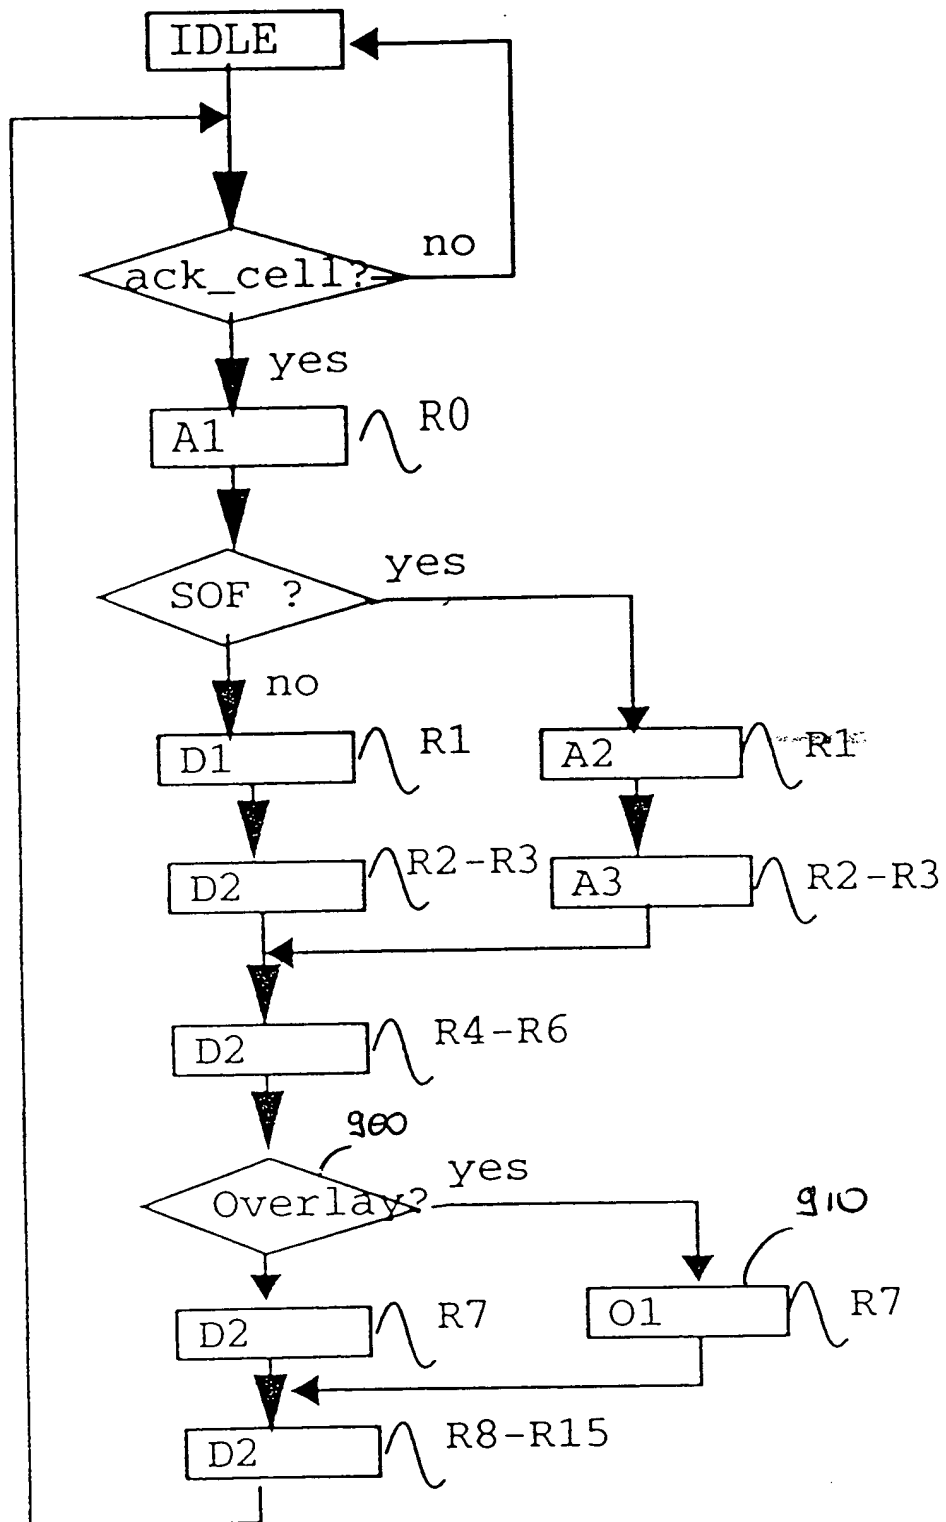 IDLE
no
ack_cell?
yes
A1
R0
yes
SOF ?
no
D1
R1
A2
R1
D2
R2-R3
A3
R2-R3
D2
R4-R6
900
yes
Overlay?
910
D2
R7
O1
R7
D2
R8-R15